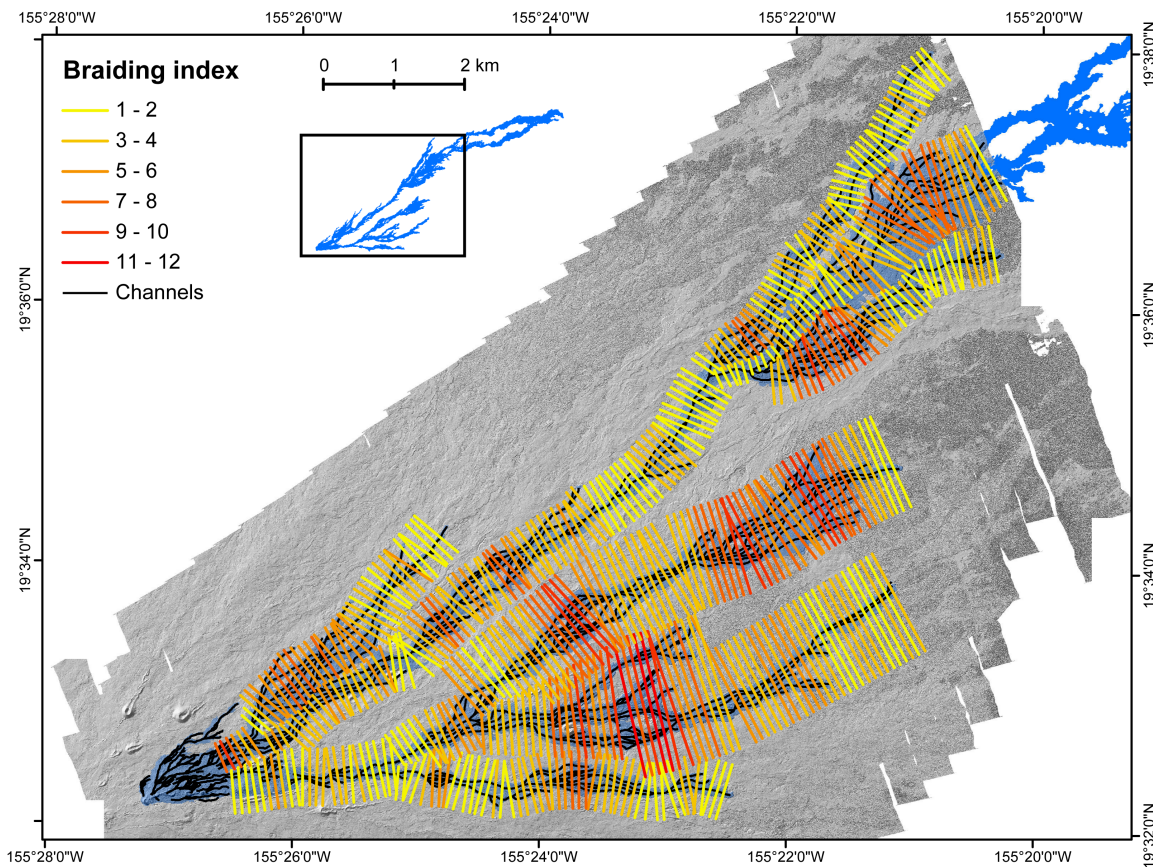 155°28'0"W 155°26'0"W 155°24'0"W 155°22'0"W 155°20'0"W
Braiding index
0 1 2 km
1 - 2
3 - 4
5 - 6
7 - 8
9 - 10
11 - 12
Channels
19°38'0"N
19°36'0"N
19°36'0"N
19°34'0"N
19°34'0"N
19°32'0"N
155°28'0"W 155°26'0"W 155°24'0"W 155°22'0"W 155°20'0"W